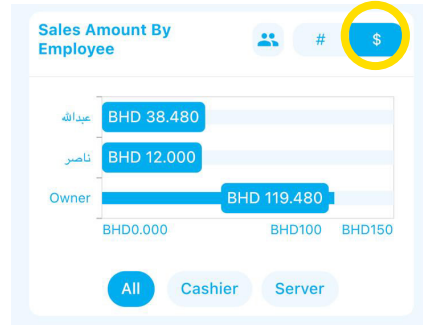 Sales Amount By
Employee
#
$
عبدالله
BHD 38.480
ناصر
BHD 12.000
Owner
BHD 119.480
BHD0.000 BHD100 BHD150
All Cashier Server